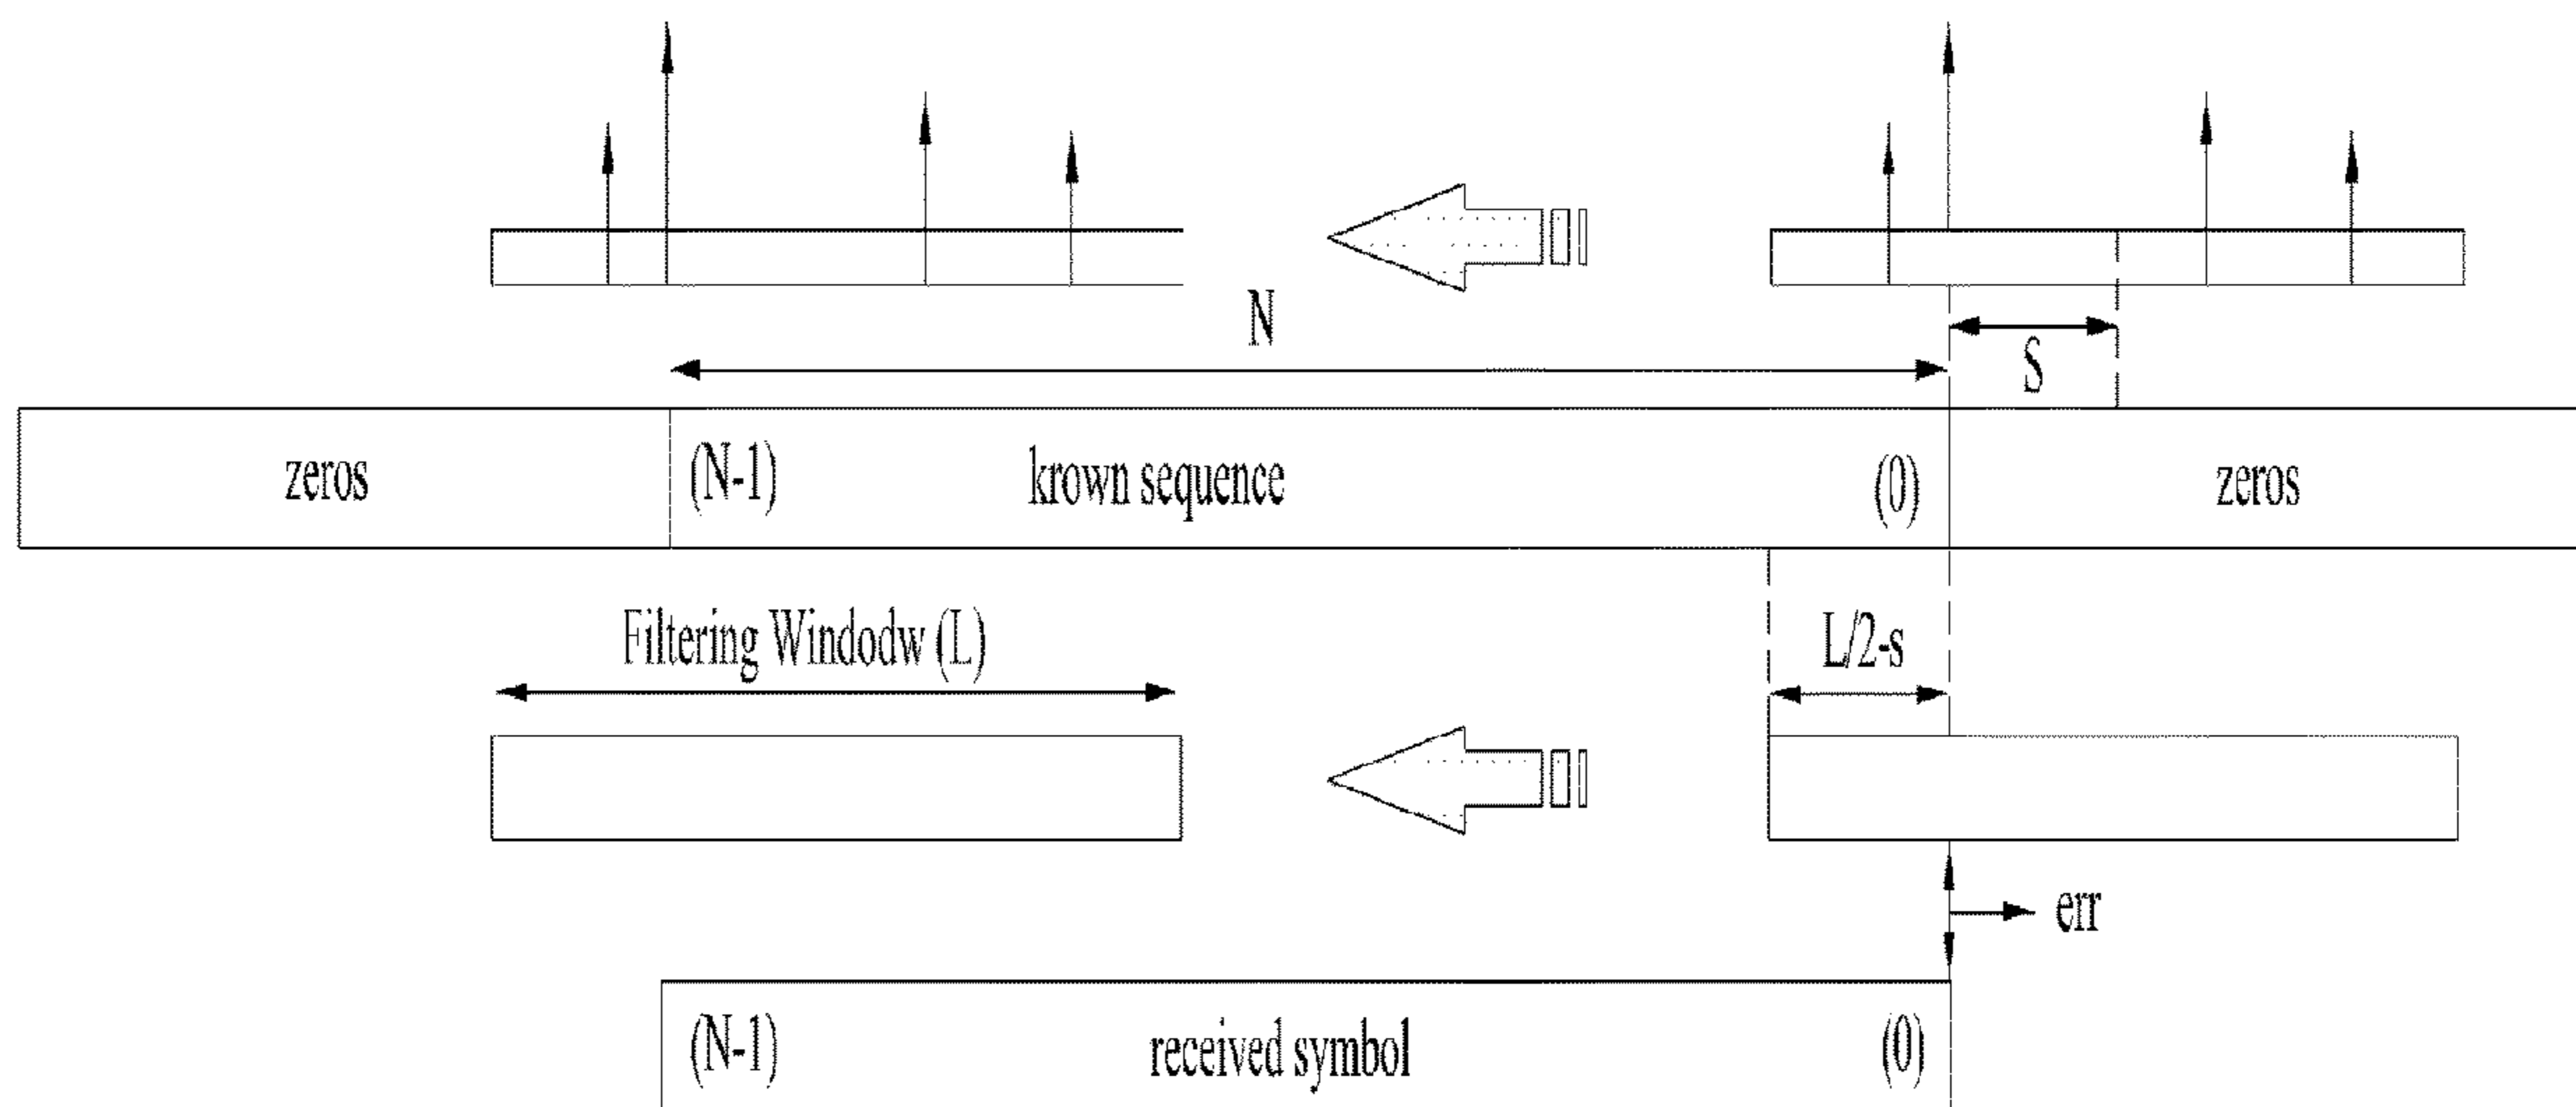 N
S
zeros (N-1) krown sequence (0) zeros
Filtering Windodw (L) L/2-s
err
(N-1) received symbol (0)